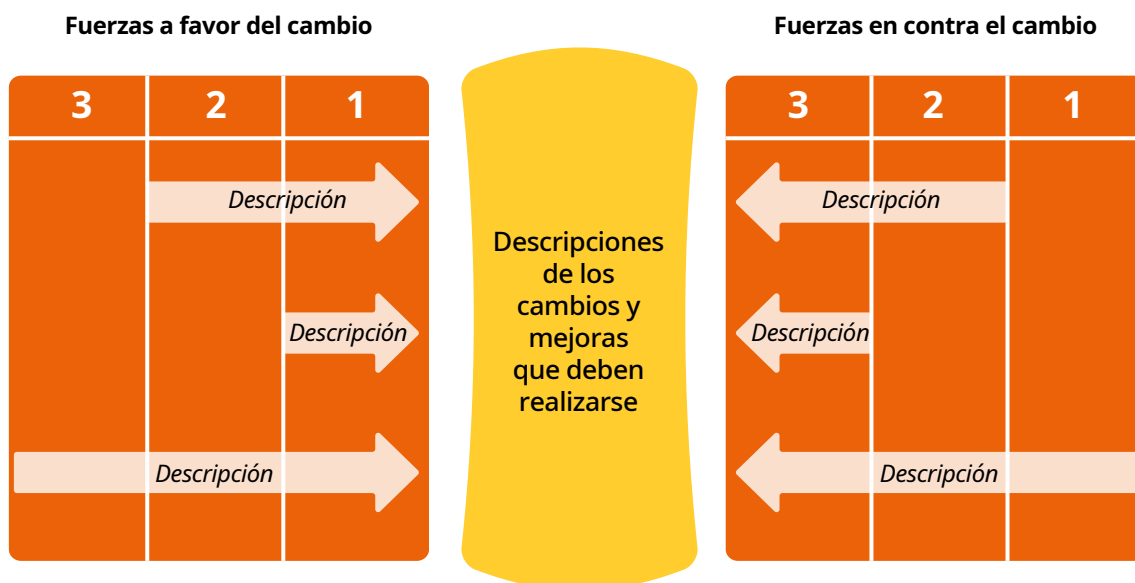 Fuerzas a favor del cambio
3 2 1
Descripción
Descripción
Descripción
Descripciones
de los
cambios y
mejoras
que deben
realizarse
Fuerzas en contra el cambio
3 2 1
Descripción
Descripción
Descripción